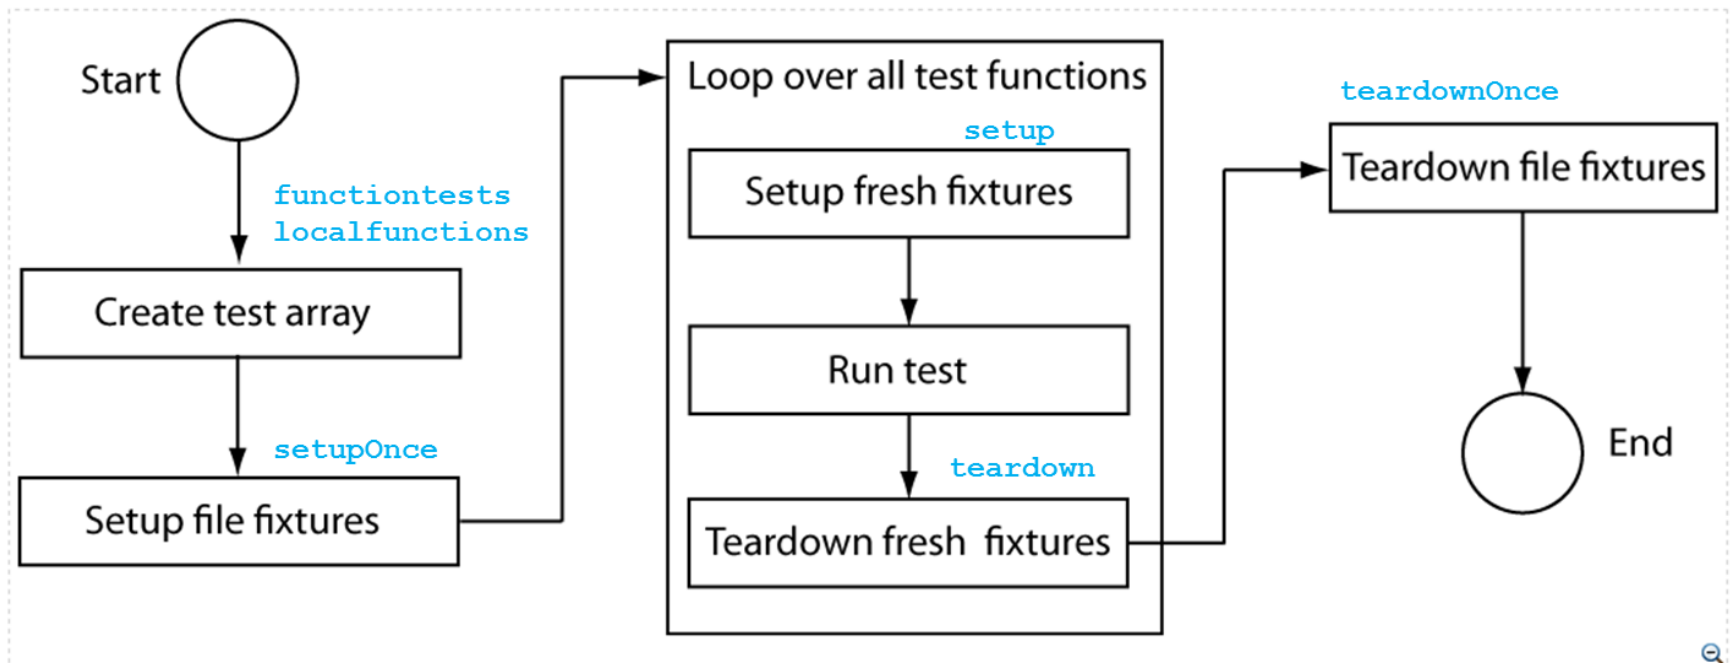 Start
functiontests
localfunctions
Create test array
setupOnce
Setup file fixtures
Loop over all test functions
setup
Setup fresh fixtures
Run test
teardown
Teardown fresh fixtures
teardownOnce
Teardown file fixtures
End